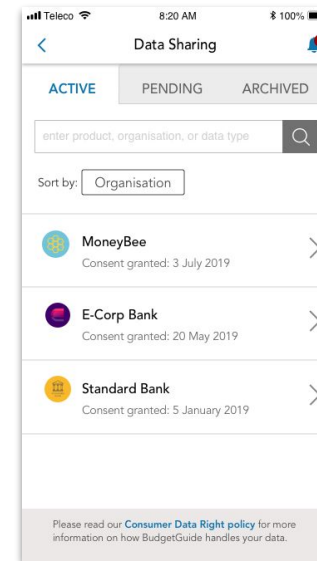 Teleco 8:20 AM 100%
Data Sharing
ACTIVE PENDING ARCHIVED
enter product, organisation, or data type
Sort by: Organisation
MoneyBee
Consent granted: 3 July 2019
E-Corp Bank
Consent granted: 20 May 2019
Standard Bank
Consent granted: 5 January 2019
Please read our Consumer Data Right policy for more
information on how BudgetGuide handles your data.